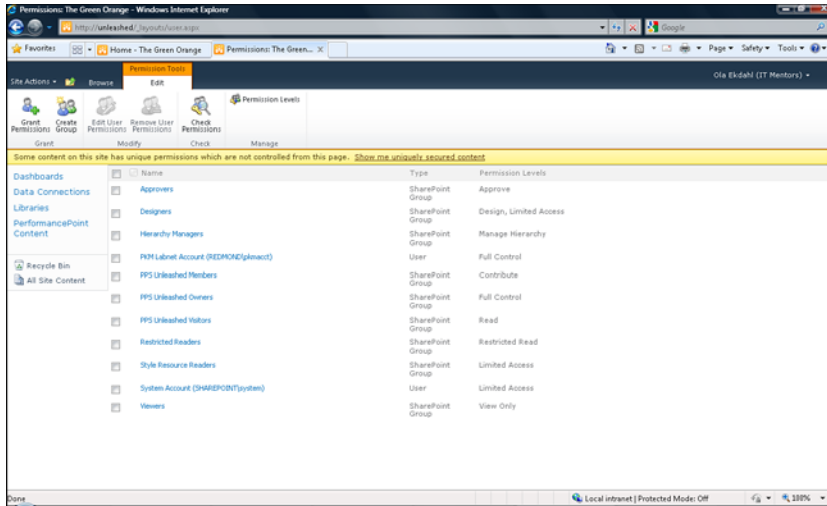 Permissions: The Green Orange - Windows Internet Explorer
http://unleashed/_layouts/user.aspx
Google
Favorites
Home - The Green Orange
Permissions: The Green... X
Page
Safety
Tools
Site Actions
Browse
Permission Tools
Edit
Ola Ekdahl (IT Mentors)
Grant Permissions
Create Group
Edit User Permissions
Remove User Permissions
Check Permissions
Permission Levels
Grant
Modify
Check
Manage
Some content on this site has unique permissions which are not controlled from this page. Show me uniquely secured content
Dashboards
Data Connections
Libraries
PerformancePoint Content
Recycle Bin
All Site Content
Name Type Permission Levels
Approvers SharePoint Group Approve
Designers SharePoint Group Design, Limited Access
Hierarchy Managers SharePoint Group Manage Hierarchy
PKM Labnet Account (REDMOND\pkmacct) User Full Control
PPS Unleashed Members SharePoint Group Contribute
PPS Unleashed Owners SharePoint Group Full Control
PPS Unleashed Visitors SharePoint Group Read
Restricted Readers SharePoint Group Restricted Read
Style Resource Readers SharePoint Group Limited Access
System Account (SHAREPOINT\system) User Limited Access
Viewers SharePoint Group View Only
Done
Local intranet | Protected Mode: Off
100%